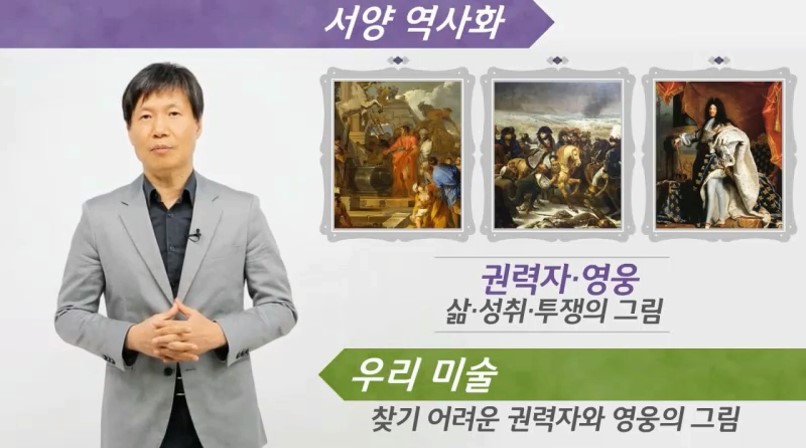 서양 역사화
권력자·영웅
삶·성취·투쟁의 그림
우리 미술
찾기 어려운 권력자와 영웅의 그림